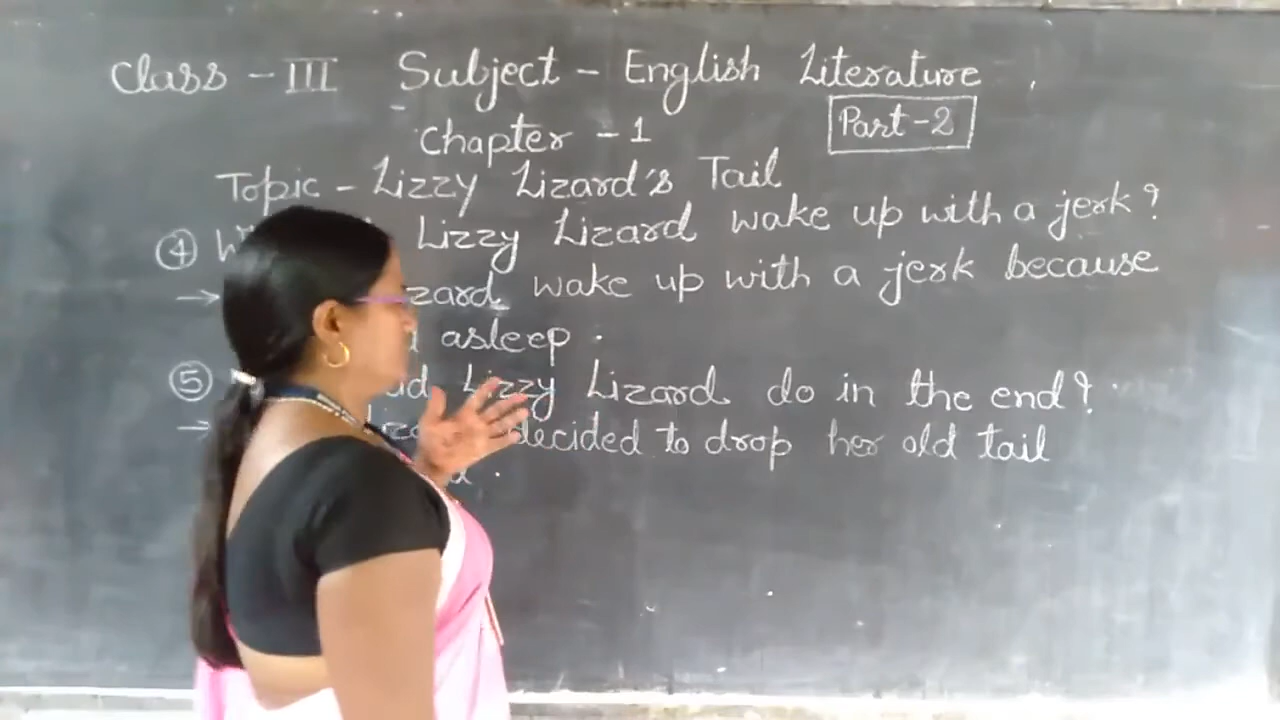 Class - III Subject - English Literature
Chapter - 1 Part-2
Topic - Lizzy Lizard's Tail
④ Lizzy Lizard wake up with a jerk?
→ wake up with a jerk because
asleep.
⑤ Lizzy Lizard do in the end?
→ decided to drop her old tail